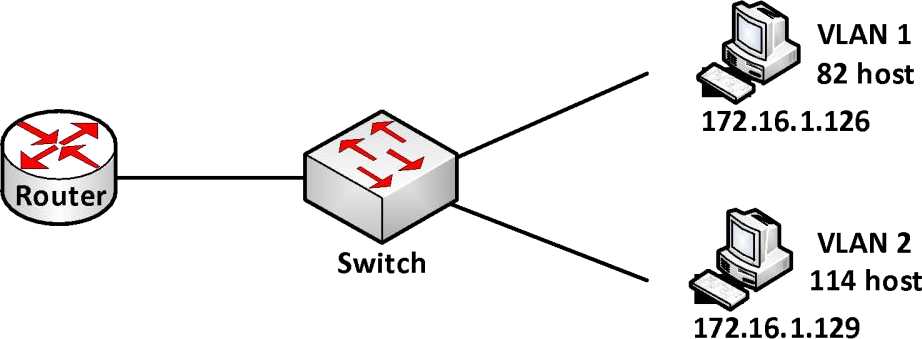 VLAN 1
82 host
172.16.1.126
Router
Switch
VLAN 2
114 host
172.16.1.129